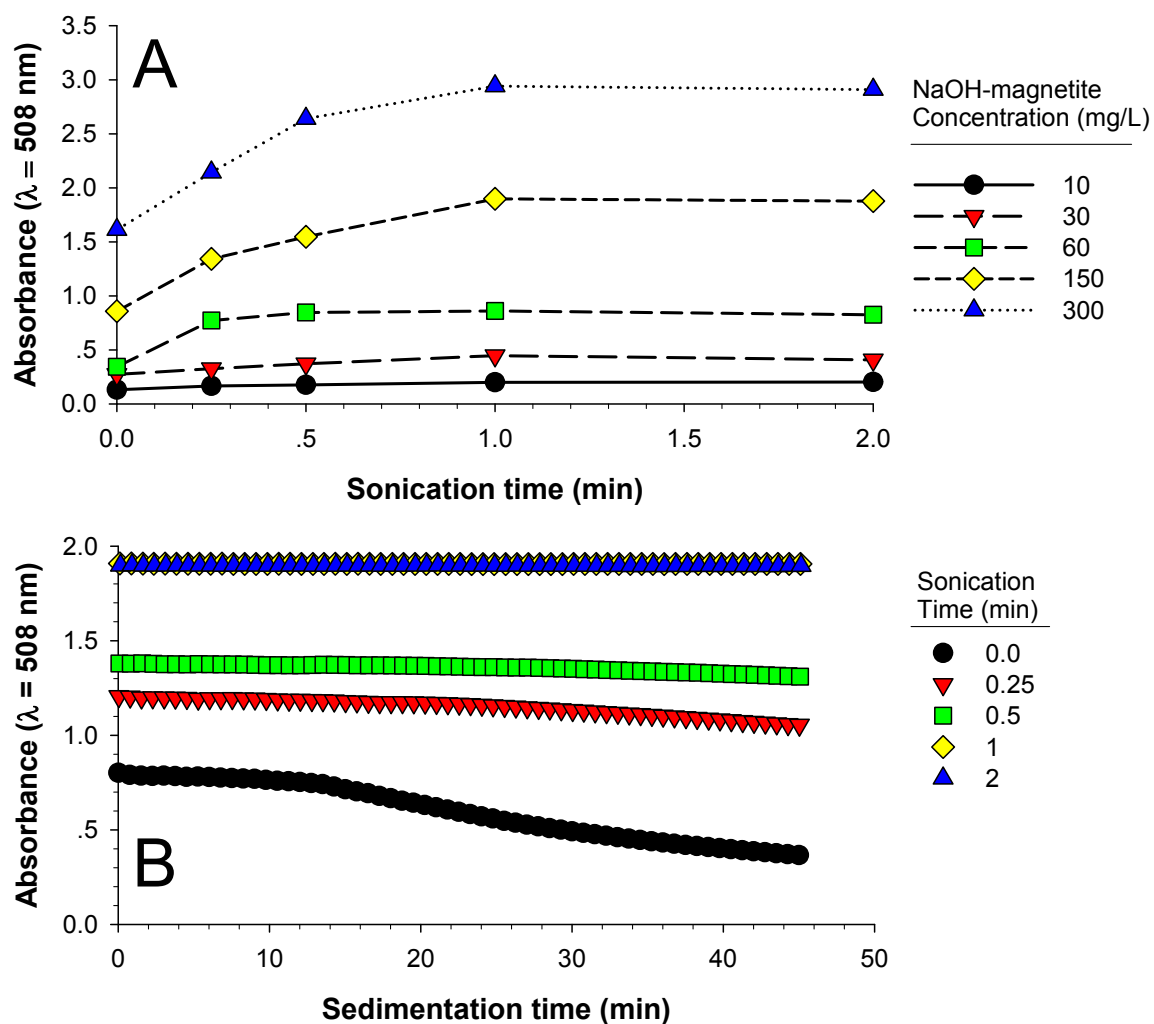 A
Absorbance (λ = 508 nm)
3.5
3.0
2.5
2.0
1.5
1.0
.5
0.0
0.0 .5 1.0 1.5 2.0
Sonication time (min)
NaOH-magnetite
Concentration (mg/L)
10
30
60
150
300
B
Absorbance (λ = 508 nm)
2.0
1.5
1.0
.5
0.0
0 10 20 30 40 50
Sedimentation time (min)
Sonication
Time (min)
0.0
0.25
0.5
1
2